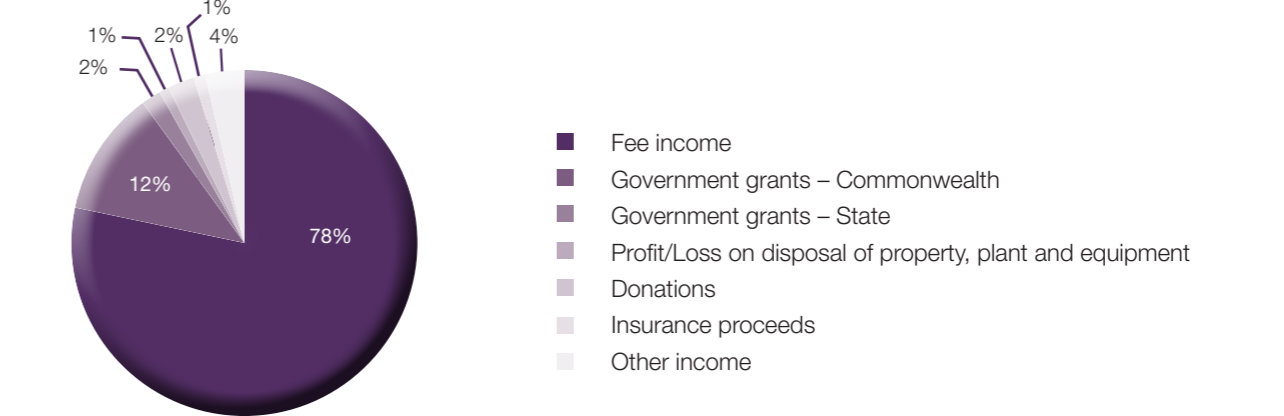 1%
1%
2%
4%
2%
12%
78%
Fee income
Government grants – Commonwealth
Government grants – State
Profit/Loss on disposal of property, plant and equipment
Donations
Insurance proceeds
Other income